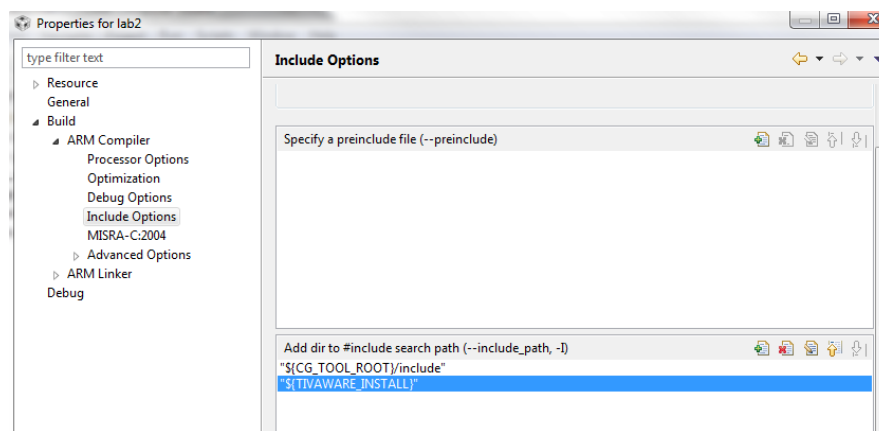 Properties for lab2
type filter text
Resource
General
Build
ARM Compiler
Processor Options
Optimization
Debug Options
Include Options
MISRA-C:2004
Advanced Options
ARM Linker
Debug
Include Options
Specify a preinclude file (--preinclude)
Add dir to #include search path (--include_path, -I)
"${CG_TOOL_ROOT}/include"
"${TIVAWARE_INSTALL}"